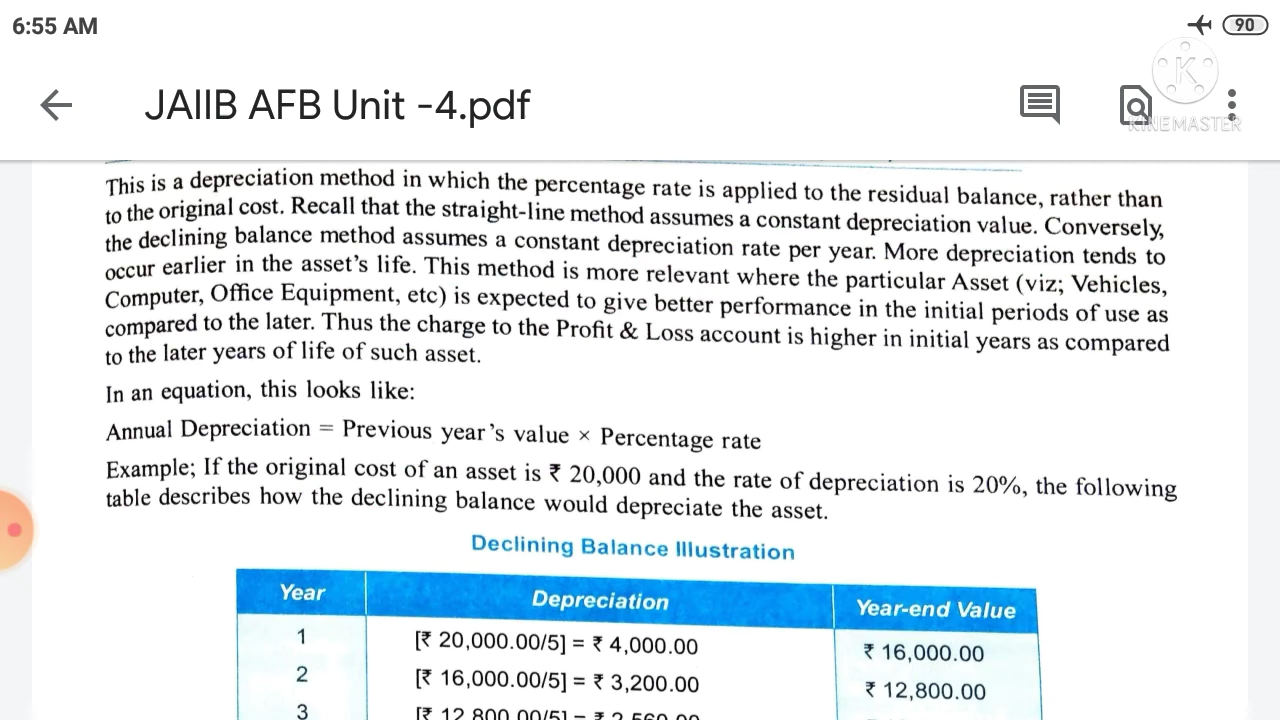 6:55 AM
90
JAIIB AFB Unit -4.pdf
K
KINEMASTER
This is a depreciation method in which the percentage rate is applied to the residual balance, rather than
to the original cost. Recall that the straight-line method assumes a constant depreciation value. Conversely,
the declining balance method assumes a constant depreciation rate per year. More depreciation tends to
occur earlier in the asset's life. This method is more relevant where the particular Asset (viz; Vehicles,
Computer, Office Equipment, etc) is expected to give better performance in the initial periods of use as
compared to the later. Thus the charge to the Profit & Loss account is higher in initial years as compared
to the later years of life of such asset.
In an equation, this looks like:
Annual Depreciation = Previous year's value × Percentage rate
Example; If the original cost of an asset is ₹ 20,000 and the rate of depreciation is 20%, the following
table describes how the declining balance would depreciate the asset.
Declining Balance Illustration
Year Depreciation Year-end Value
1 [₹ 20,000.00/5] = ₹ 4,000.00 ₹ 16,000.00
2 [₹ 16,000.00/5] = ₹ 3,200.00 ₹ 12,800.00
3 [₹ 12,800.00/5] = ₹ 2,560.00